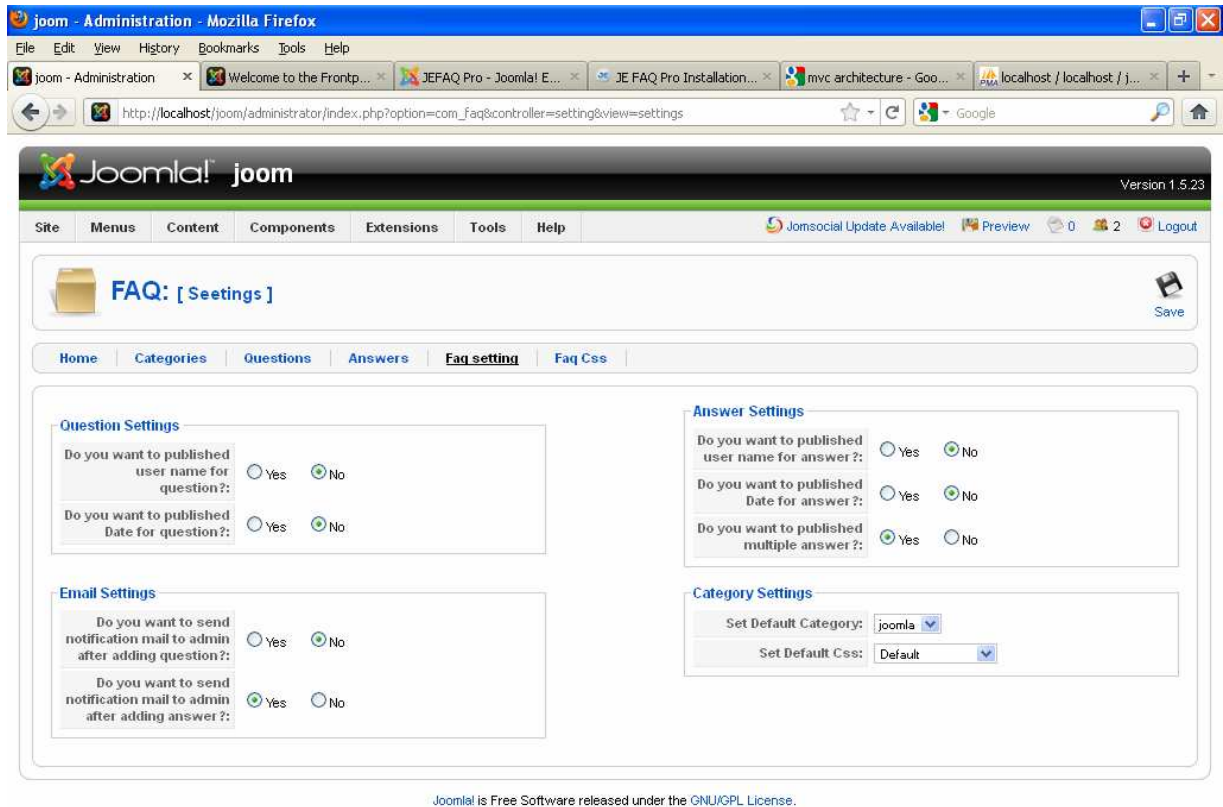 joom - Administration - Mozilla Firefox
File Edit View History Bookmarks Tools Help
joom - Administration
Welcome to the Frontp...
JEFAQ Pro - Joomla! E...
JE FAQ Pro Installation...
mvc architecture - Goo...
localhost / localhost / j...
http://localhost/joom/administrator/index.php?option=com_faq&controller=setting&view=settings
Google
Joomla! joom
Version 1.5.23
Site Menus Content Components Extensions Tools Help
Jomsocial Update Available! Preview 0 2 Logout
FAQ: [ Seetings ]
Save
Home Categories Questions Answers Faq setting Faq Css
Question Settings
Do you want to published
user name for
question?:
Yes No
Do you want to published
Date for question?:
Yes No
Answer Settings
Do you want to published
user name for answer?:
Yes No
Do you want to published
Date for answer?:
Yes No
Do you want to published
multiple answer?:
Yes No
Email Settings
Do you want to send
notification mail to admin
after adding question?:
Yes No
Do you want to send
notification mail to admin
after adding answer?:
Yes No
Category Settings
Set Default Category: joomla
Set Default Css: Default
Joomla! is Free Software released under the GNU/GPL License.